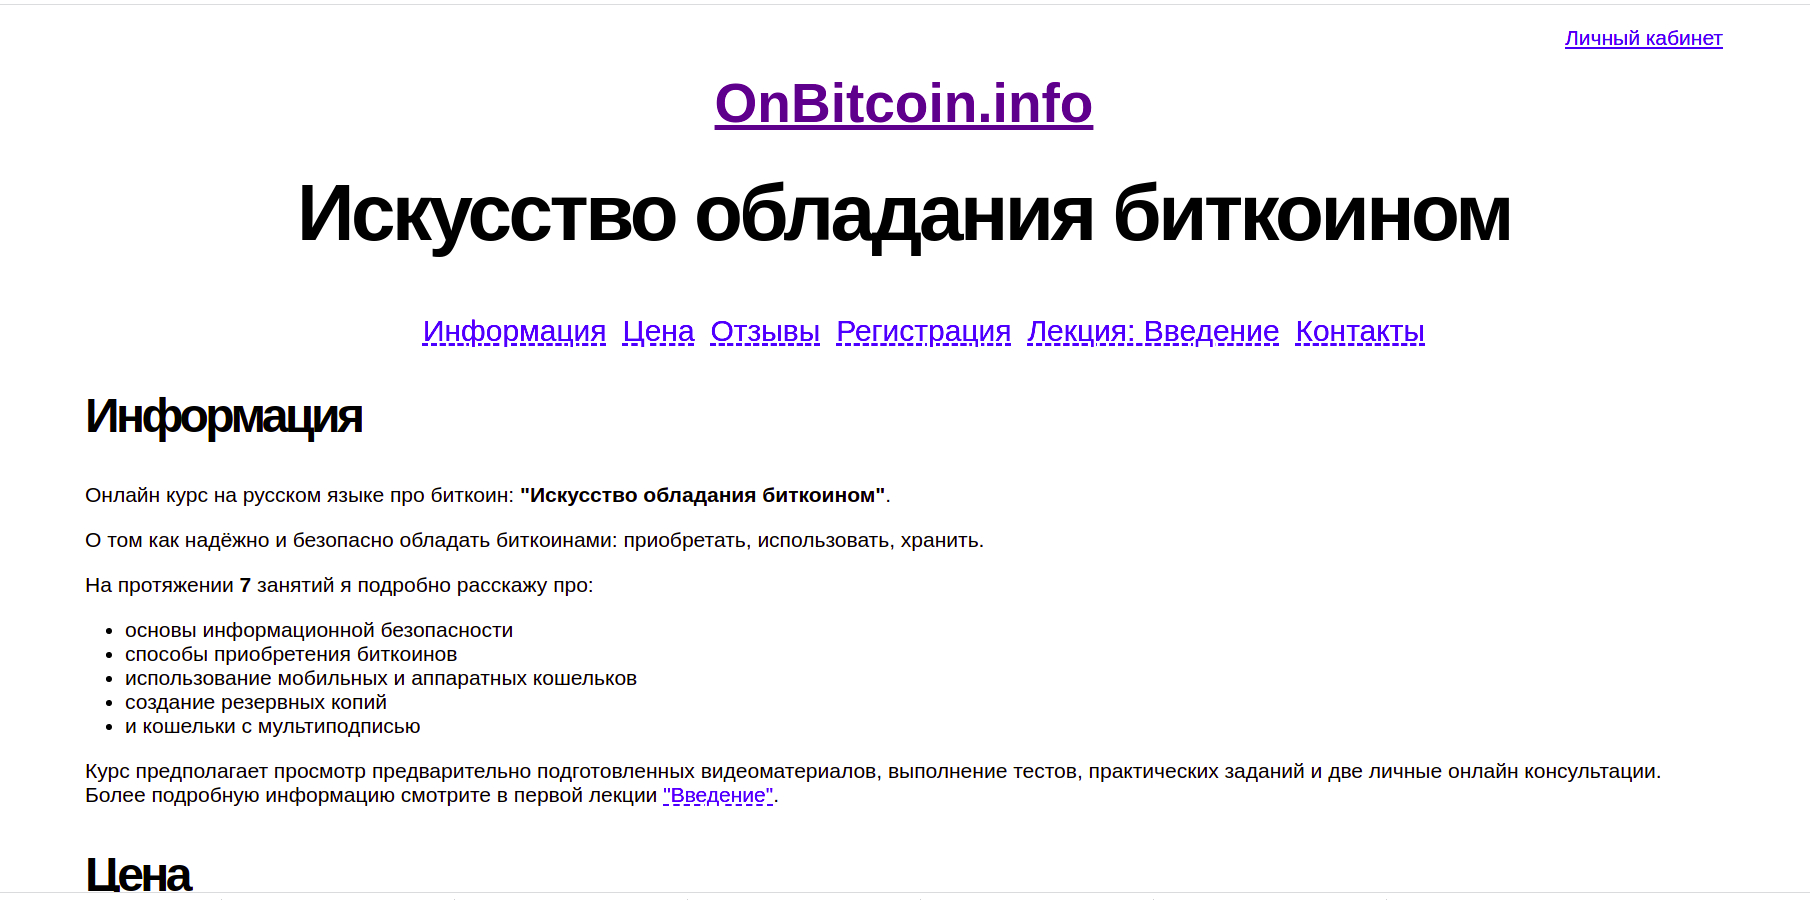 Личный кабинет
OnBitcoin.info
Искусство обладания биткоином
Информация Цена Отзывы Регистрация Лекция: Введение Контакты
Информация
Онлайн курс на русском языке про биткоин: "Искусство обладания биткоином".
О том как надёжно и безопасно обладать биткоинами: приобретать, использовать, хранить.
На протяжении 7 занятий я подробно расскажу про:
• основы информационной безопасности
• способы приобретения биткоинов
• использование мобильных и аппаратных кошельков
• создание резервных копий
• и кошельки с мультиподписью
Курс предполагает просмотр предварительно подготовленных видеоматериалов, выполнение тестов, практических заданий и две личные онлайн консультации.
Более подробную информацию смотрите в первой лекции "Введение".
Цена